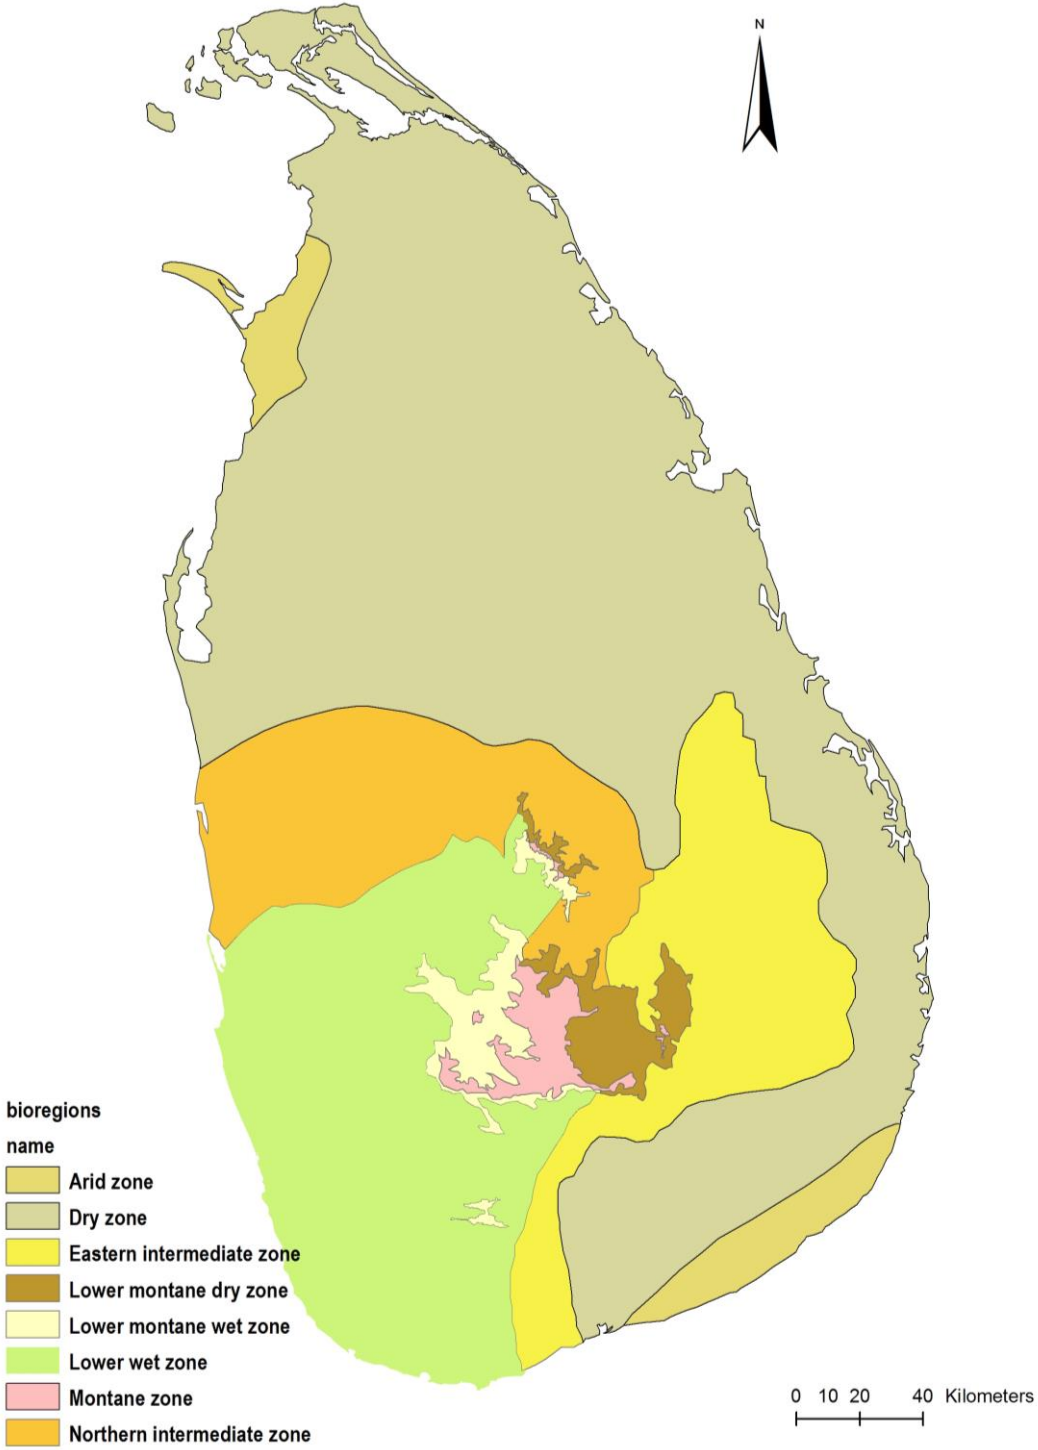 N
bioregions
name
Arid zone
Dry zone
Eastern intermediate zone
Lower montane dry zone
Lower montane wet zone
Lower wet zone
Montane zone
Northern intermediate zone
0 10 20 40 Kilometers